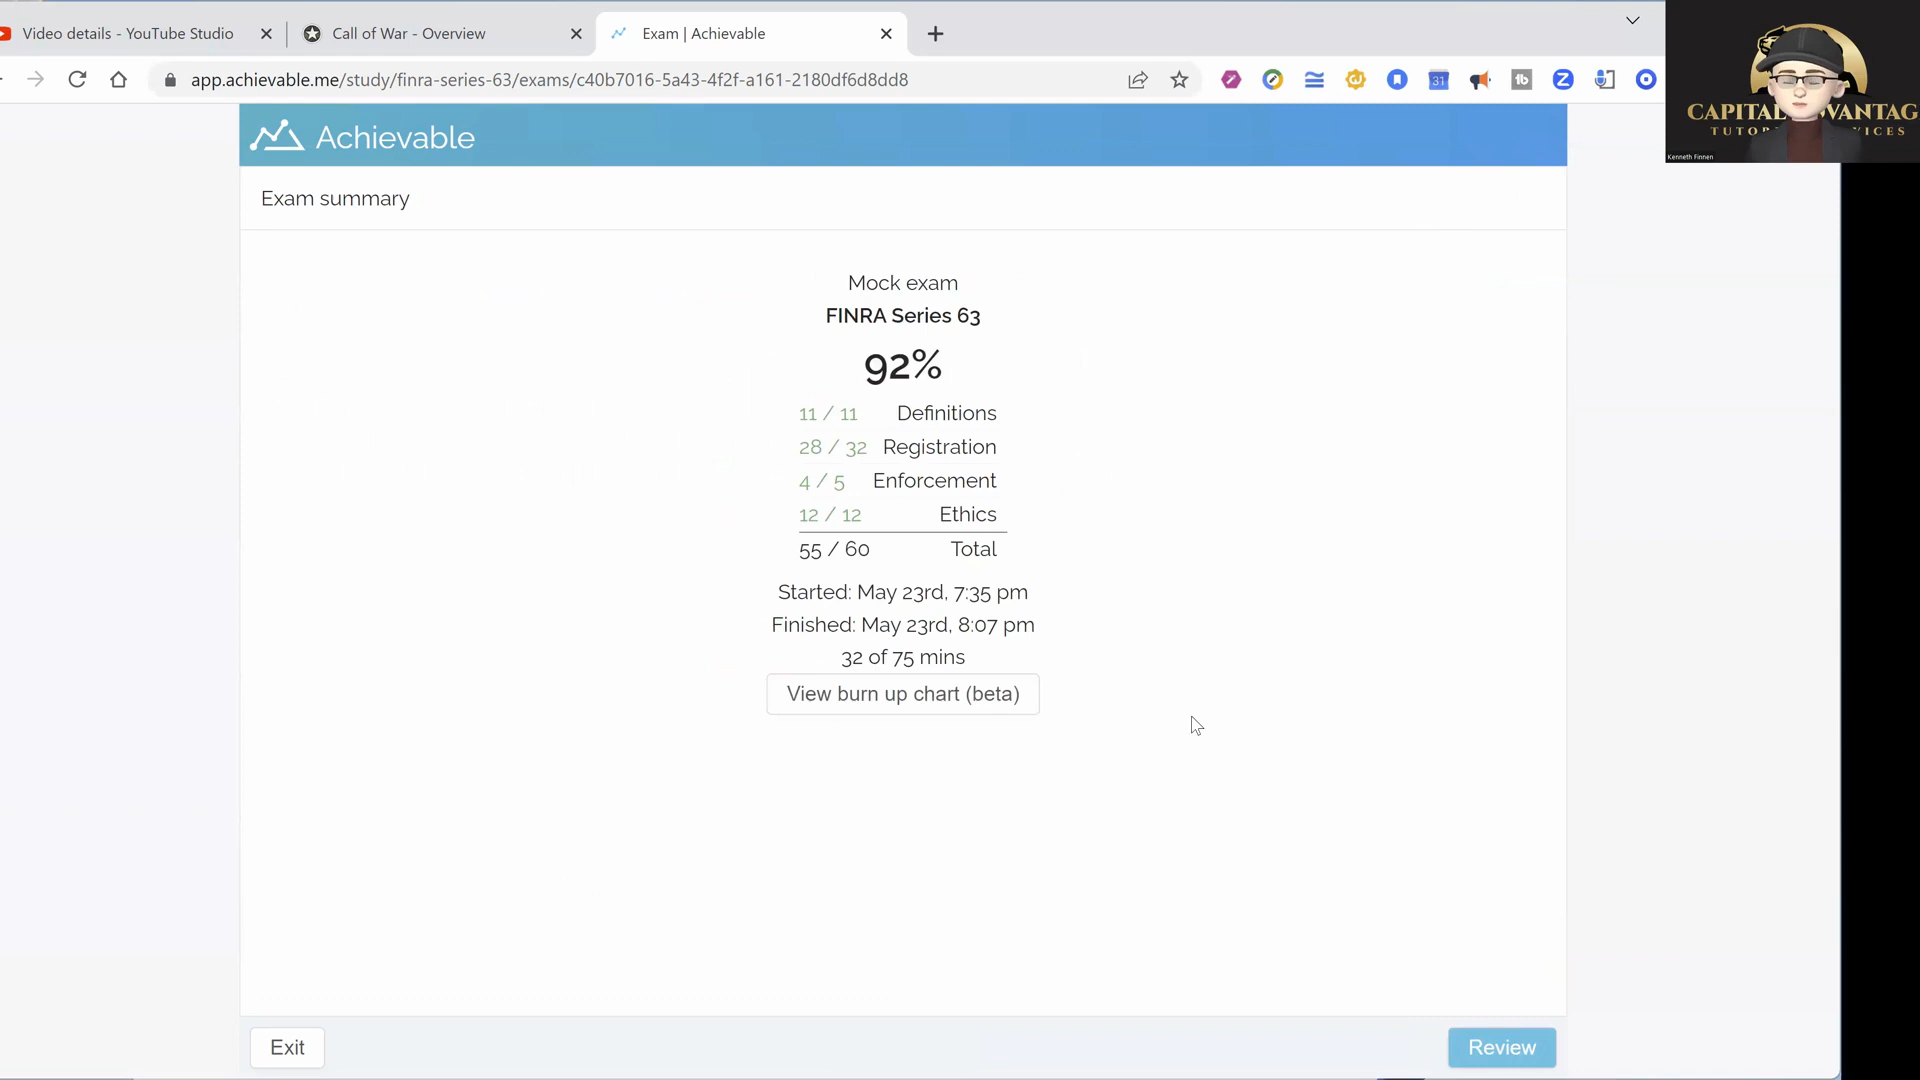 Video details - YouTube Studio
Call of War - Overview
Exam | Achievable
app.achievable.me/study/finra-series-63/exams/c40b7016-5a43-4f2f-a161-2180df6d8dd8
31
tb
Z
CAPITAL VANTAG
TUTO VICES
Kenneth Finnen
Achievable
Exam summary
Mock exam
FINRA Series 63
92%
11 / 11 Definitions
28 / 32 Registration
4 / 5 Enforcement
12 / 12 Ethics
55 / 60 Total
Started: May 23rd, 7:35 pm
Finished: May 23rd, 8:07 pm
32 of 75 mins
View burn up chart (beta)
Exit
Review